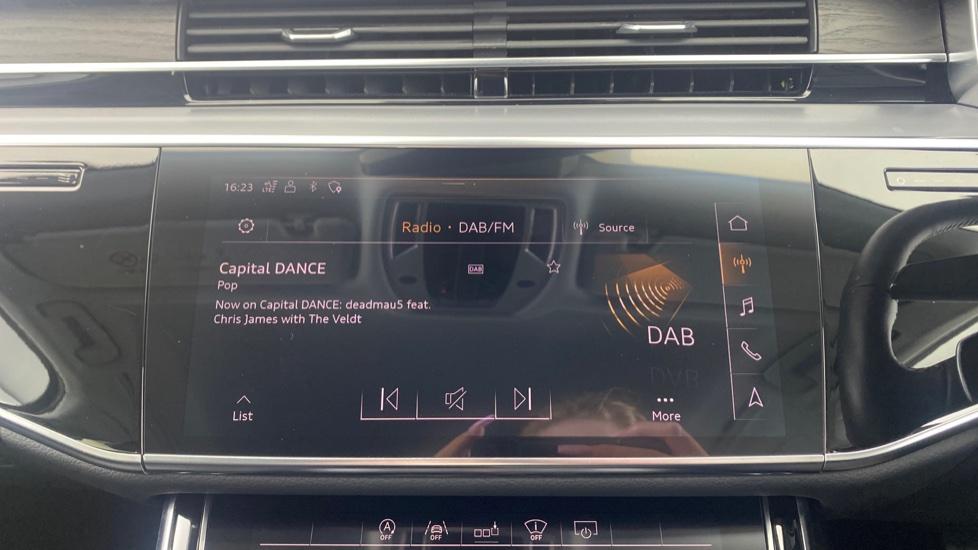 16:23 LTE
Radio · DAB/FM
Source
Capital DANCE
DAB
Pop
Now on Capital DANCE: deadmau5 feat.
Chris James with The Veldt
DAB
List
More
A OFF
OFF
OFF